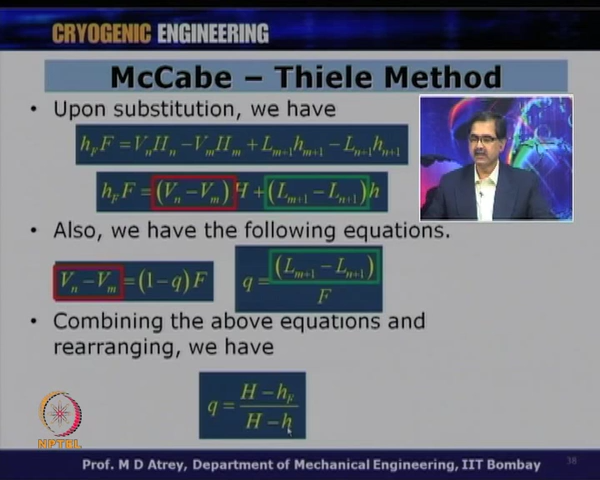 CRYOGENIC ENGINEERING
McCabe – Thiele Method
• Upon substitution, we have
h_F F = V_n H_n − V_m H_m + L_{m+1} h_{m+1} − L_{n+1} h_{n+1}
h_F F = (V_n − V_m) H + (L_{m+1} − L_{n+1}) h
• Also, we have the following equations.
V_n − V_m = (1 − q) F
q = (L_{m+1} − L_{n+1}) / F
• Combining the above equations and
rearranging, we have
q = (H − h_F) / (H − h)
NPTEL
Prof. M D Atrey, Department of Mechanical Engineering, IIT Bombay
38